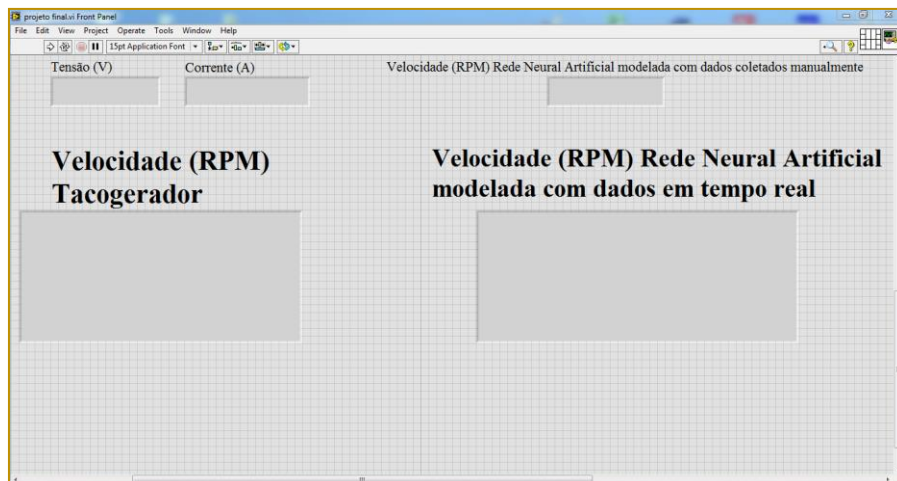 projeto final.vi Front Panel
File Edit View Project Operate Tools Window Help
15pt Application Font
Tensão (V) Corrente (A) Velocidade (RPM) Rede Neural Artificial modelada com dados coletados manualmente
Velocidade (RPM)
Tacogerador
Velocidade (RPM) Rede Neural Artificial
modelada com dados em tempo real